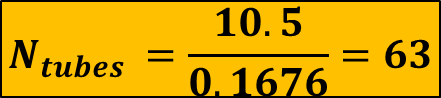 N_tubes = 10.5 / 0.1676 = 63